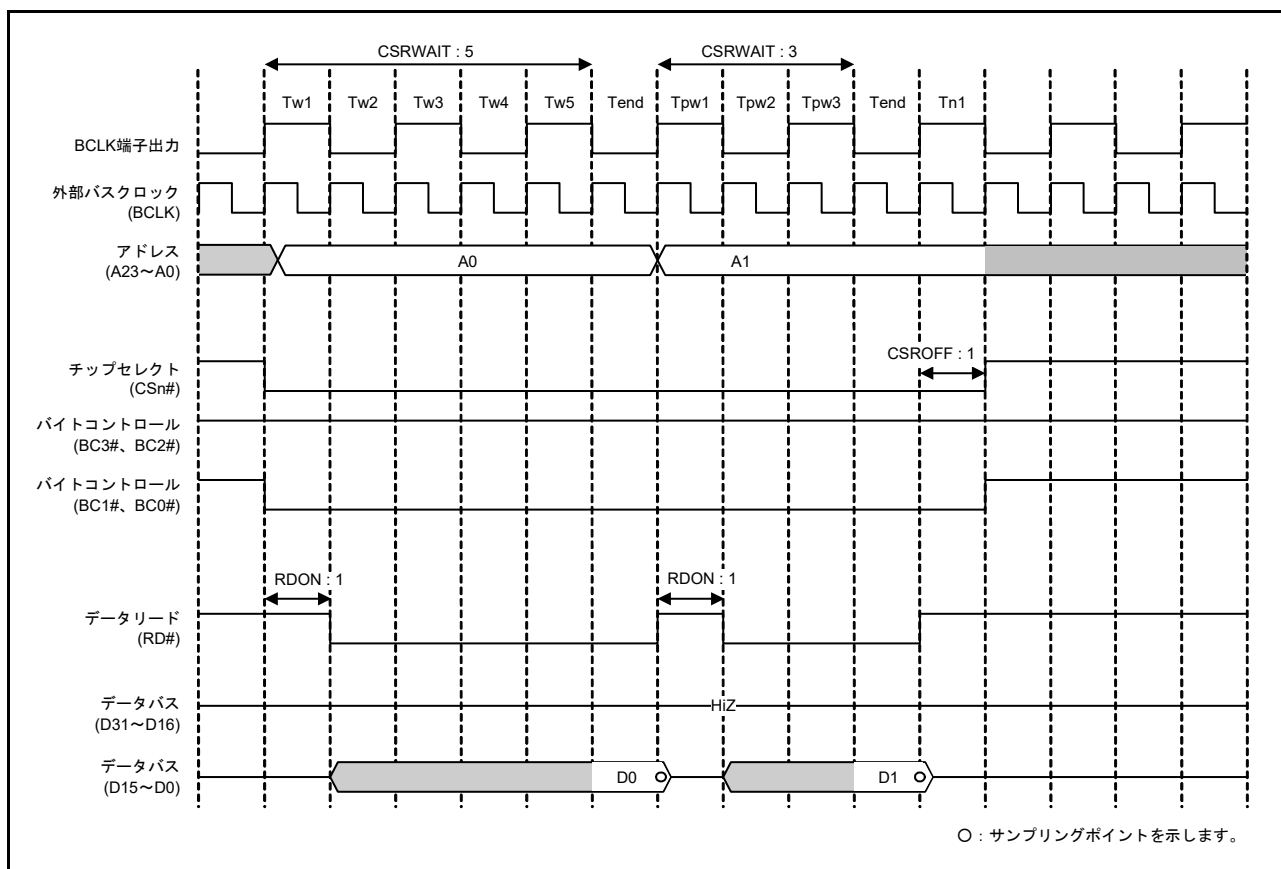 CSRWAIT : 5
CSRWAIT : 3
Tw1 Tw2 Tw3 Tw4 Tw5 Tend Tpw1 Tpw2 Tpw3 Tend Tn1
BCLK端子出力
外部バスクロック
(BCLK)
アドレス
(A23～A0)
A0
A1
チップセレクト
(CSn#)
CSROFF : 1
バイトコントロール
(BC3#、BC2#)
バイトコントロール
(BC1#、BC0#)
RDON : 1
RDON : 1
データリード
(RD#)
データバス
(D31～D16)
HiZ
データバス
(D15～D0)
D0
D1
○ : サンプリングポイントを示します。